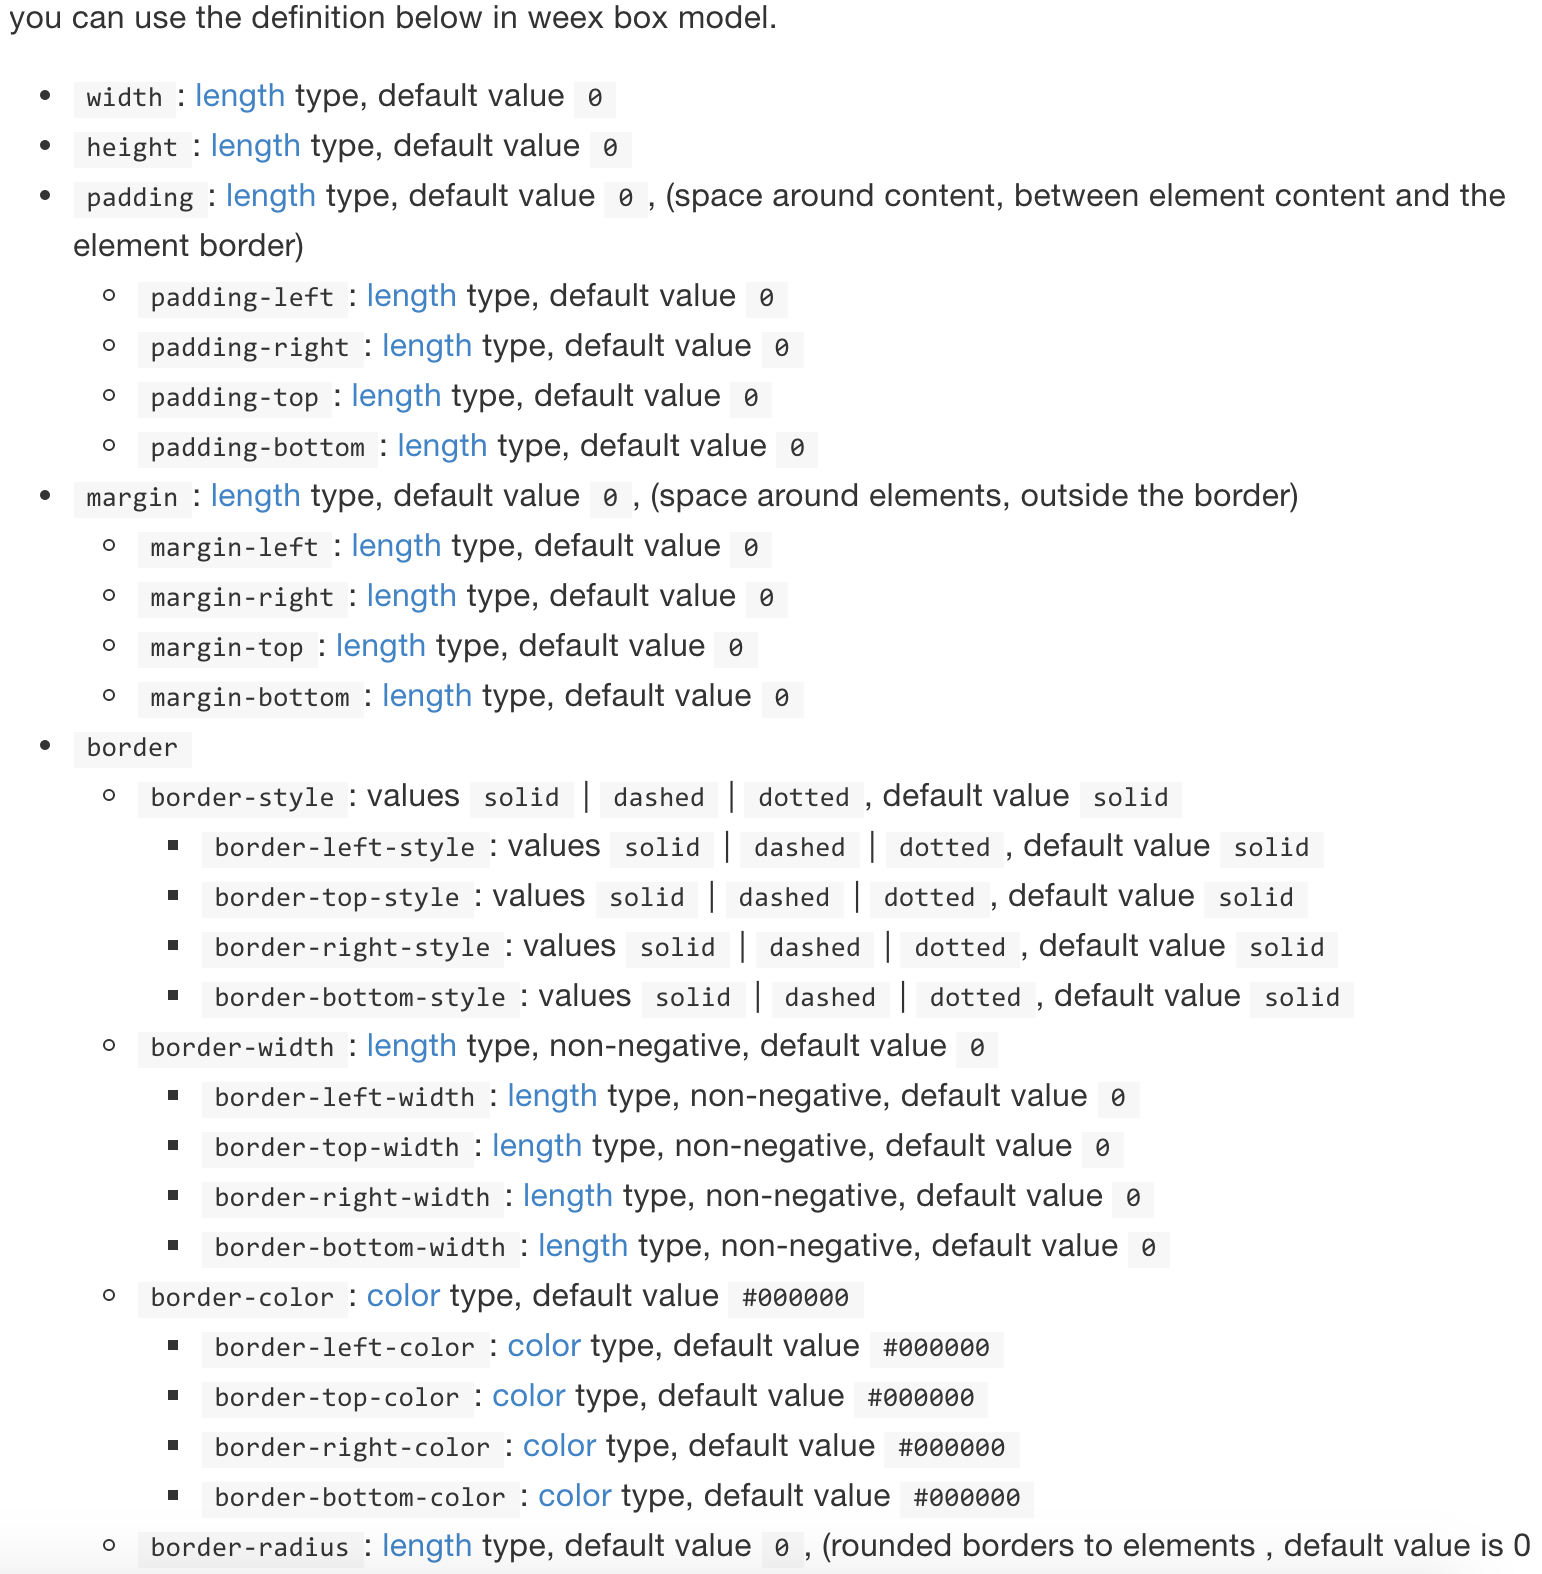 you can use the definition below in weex box model.
width : length type, default value 0
height : length type, default value 0
padding : length type, default value 0 , (space around content, between element content and the
element border)
padding-left : length type, default value 0
padding-right : length type, default value 0
padding-top : length type, default value 0
padding-bottom : length type, default value 0
margin : length type, default value 0 , (space around elements, outside the border)
margin-left : length type, default value 0
margin-right : length type, default value 0
margin-top : length type, default value 0
margin-bottom : length type, default value 0
border
border-style : values solid | dashed | dotted , default value solid
border-left-style : values solid | dashed | dotted , default value solid
border-top-style : values solid | dashed | dotted , default value solid
border-right-style : values solid | dashed | dotted , default value solid
border-bottom-style : values solid | dashed | dotted , default value solid
border-width : length type, non-negative, default value 0
border-left-width : length type, non-negative, default value 0
border-top-width : length type, non-negative, default value 0
border-right-width : length type, non-negative, default value 0
border-bottom-width : length type, non-negative, default value 0
border-color : color type, default value #000000
border-left-color : color type, default value #000000
border-top-color : color type, default value #000000
border-right-color : color type, default value #000000
border-bottom-color : color type, default value #000000
border-radius : length type, default value 0 , (rounded borders to elements , default value is 0